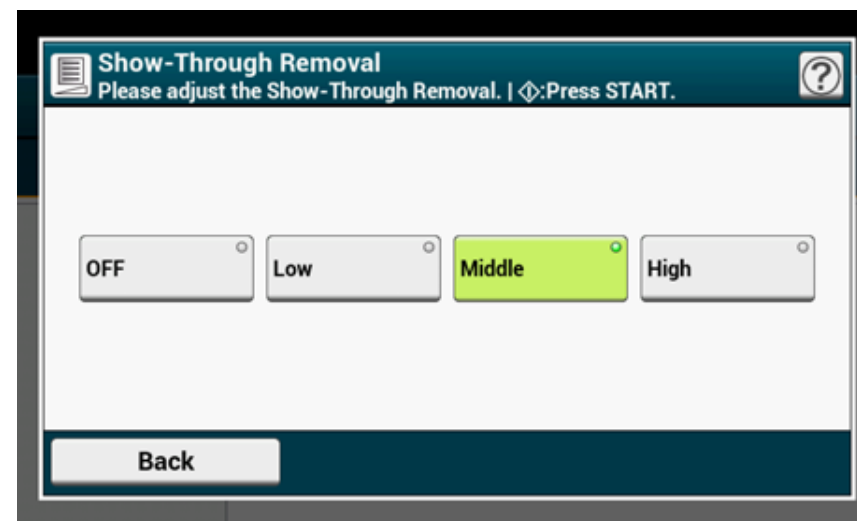 Show-Through Removal
Please adjust the Show-Through Removal. | :Press START.
?
OFF
Low
Middle
High
Back